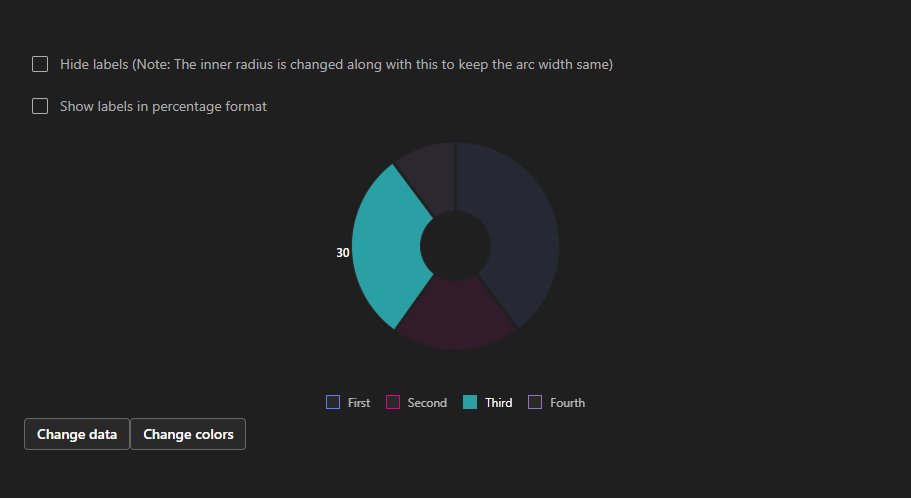 Hide labels (Note: The inner radius is changed along with this to keep the arc width same)
Show labels in percentage format
30
First Second Third Fourth
Change data Change colors